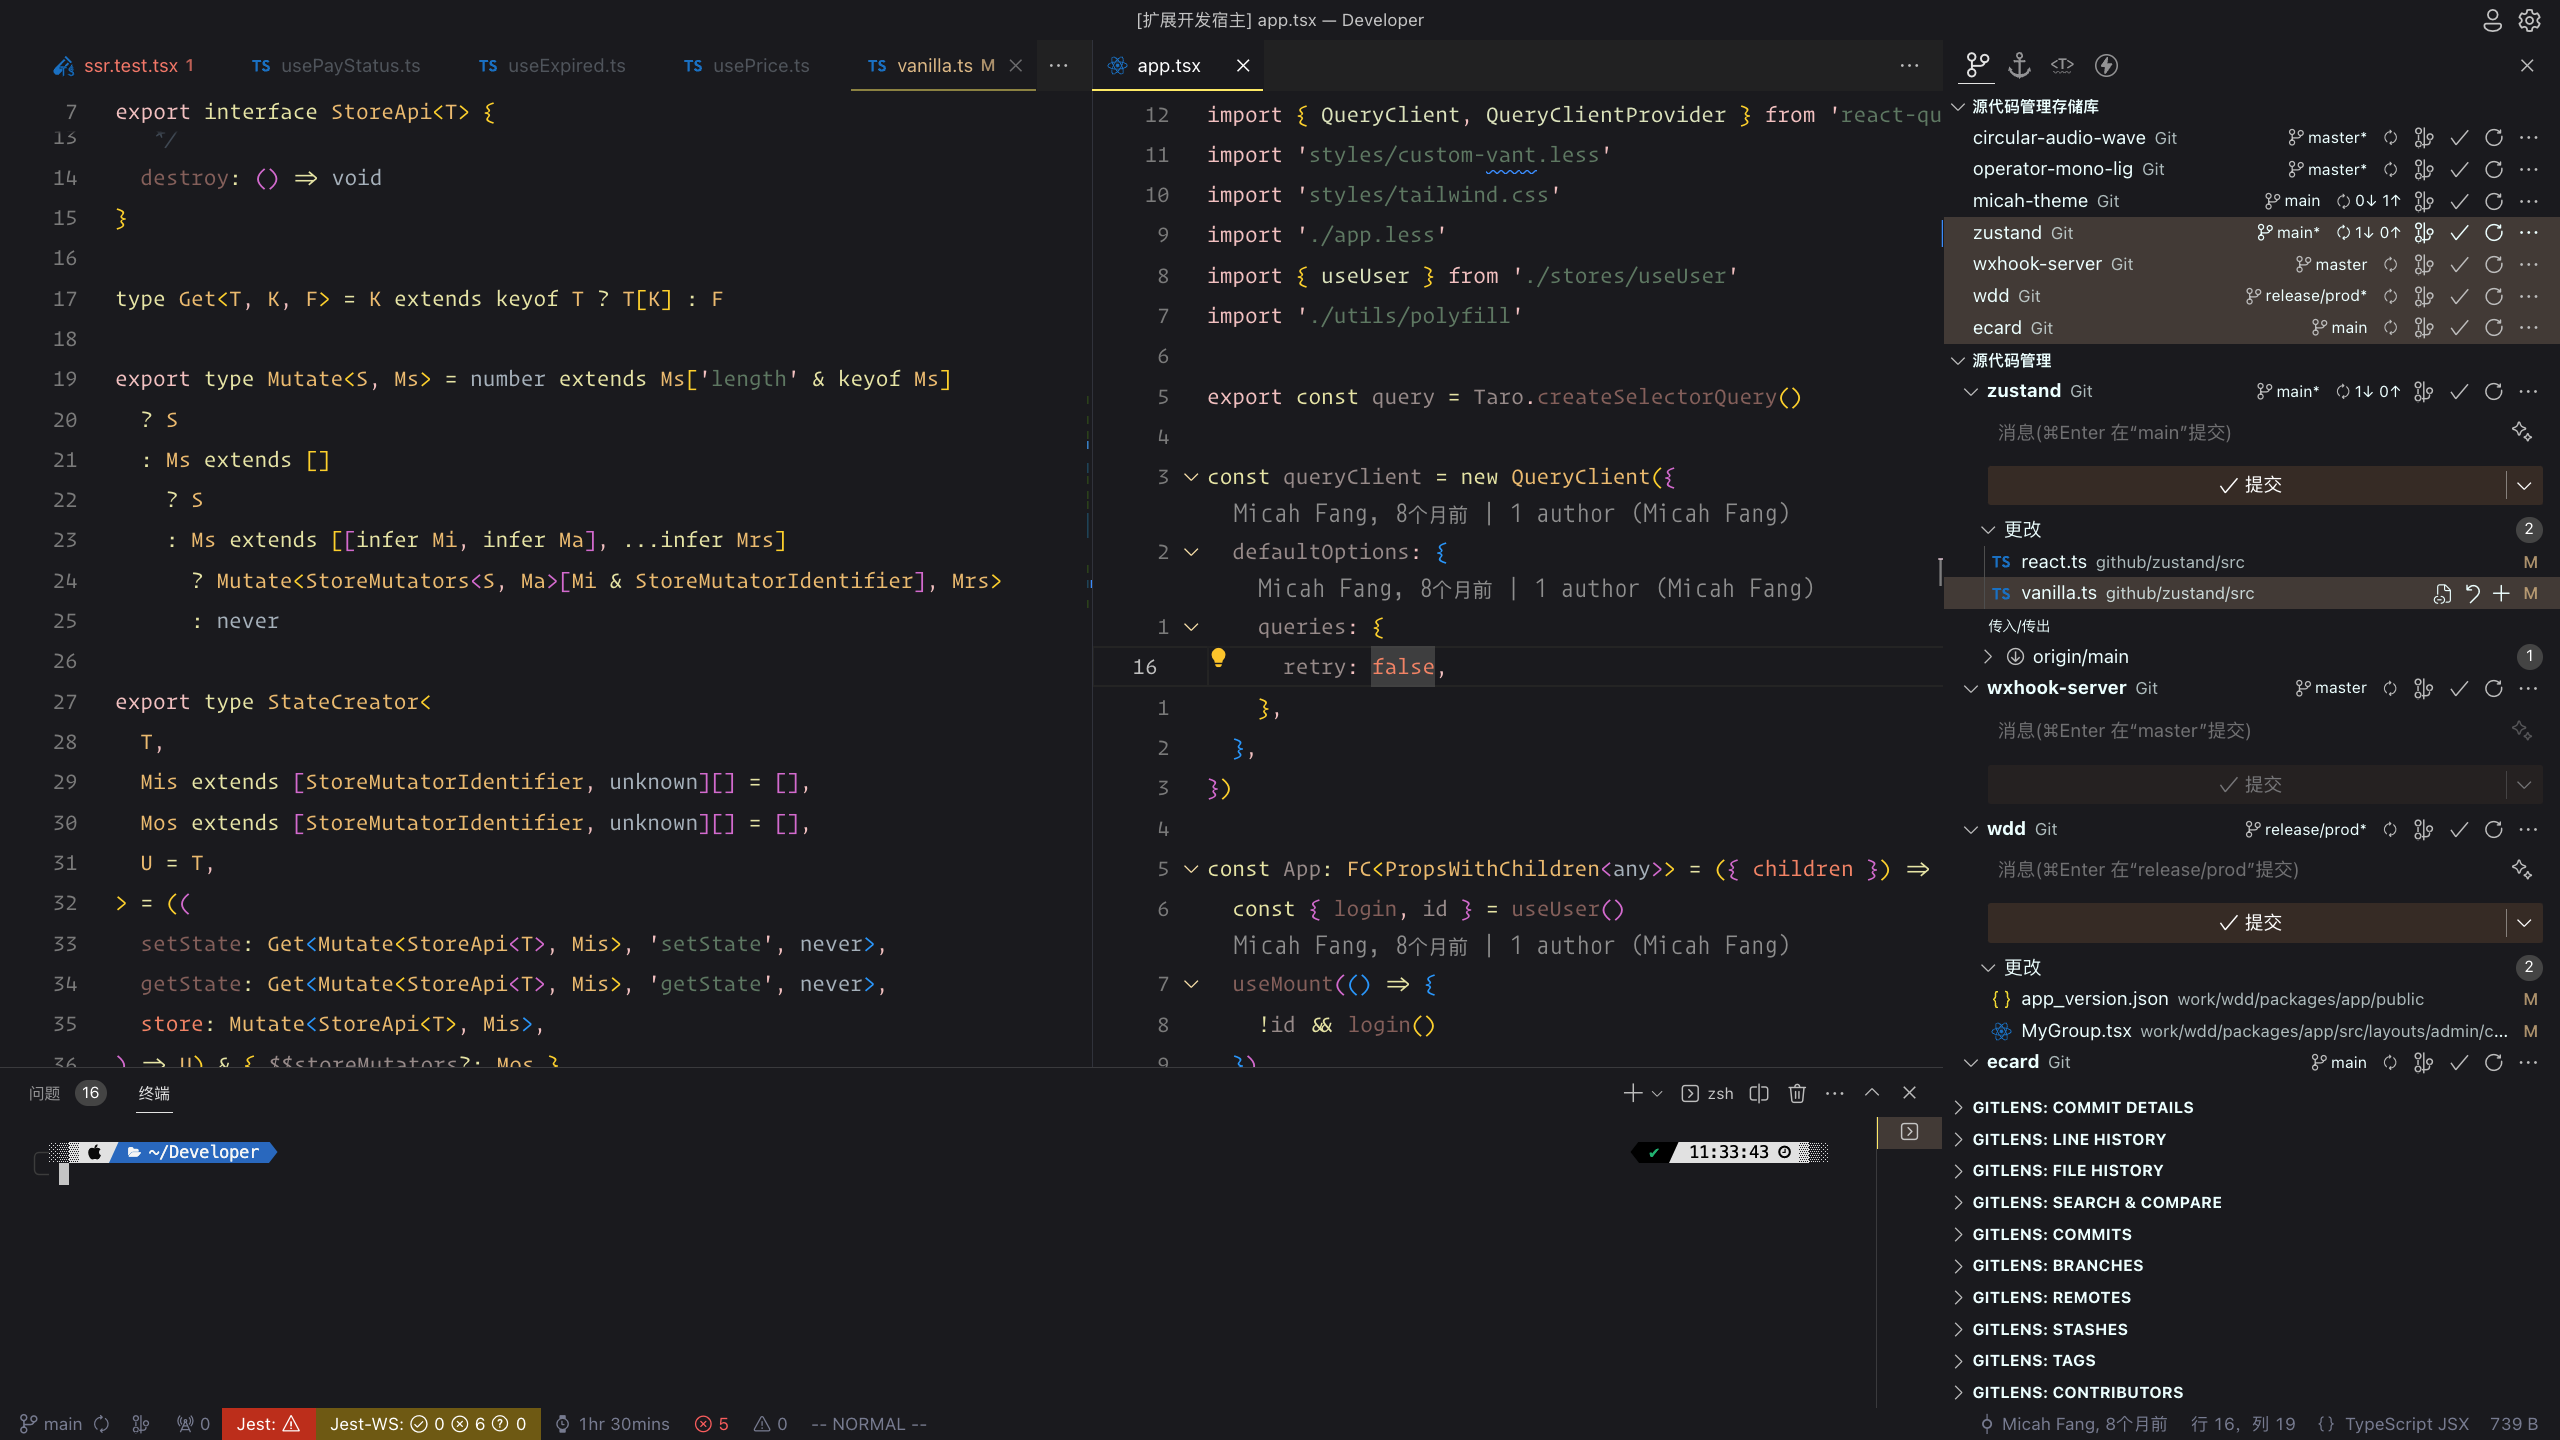 [扩展开发宿主] app.tsx — Developer
ssr.test.tsx 1
TS usePayStatus.ts
TS useExpired.ts
TS usePrice.ts
TS vanilla.ts M
7 export interface StoreApi<T> {
13 */
14 destroy: () => void
15 }
16
17 type Get<T, K, F> = K extends keyof T ? T[K] : F
18
19 export type Mutate<S, Ms> = number extends Ms['length' & keyof Ms]
20 ? S
21 : Ms extends []
22 ? S
23 : Ms extends [[infer Mi, infer Ma], ...infer Mrs]
24 ? Mutate<StoreMutators<S, Ma>[Mi & StoreMutatorIdentifier], Mrs>
25 : never
26
27 export type StateCreator<
28 T,
29 Mis extends [StoreMutatorIdentifier, unknown][] = [],
30 Mos extends [StoreMutatorIdentifier, unknown][] = [],
31 U = T,
32 > = ((
33 setState: Get<Mutate<StoreApi<T>, Mis>, 'setState', never>,
34 getState: Get<Mutate<StoreApi<T>, Mis>, 'getState', never>,
35 store: Mutate<StoreApi<T>, Mis>,
36 ) => U) & { $$storeMutators?: Mos }
app.tsx
12 import { QueryClient, QueryClientProvider } from 'react-qu
11 import 'styles/custom-vant.less'
10 import 'styles/tailwind.css'
9 import './app.less'
8 import { useUser } from './stores/useUser'
7 import './utils/polyfill'
6
5 export const query = Taro.createSelectorQuery()
4
3 const queryClient = new QueryClient({
Micah Fang, 8个月前 | 1 author (Micah Fang)
2 defaultOptions: {
Micah Fang, 8个月前 | 1 author (Micah Fang)
1 queries: {
16 retry: false,
1 },
2 },
3 })
4
5 const App: FC<PropsWithChildren<any>> = ({ children }) =>
6 const { login, id } = useUser()
Micah Fang, 8个月前 | 1 author (Micah Fang)
7 useMount(() => {
8 !id && login()
9 })
源代码管理存储库
circular-audio-wave Git master*
operator-mono-lig Git master*
micah-theme Git main 0↓ 1↑
zustand Git main* 1↓ 0↑
wxhook-server Git master
wdd Git release/prod*
ecard Git main
源代码管理
zustand Git main* 1↓ 0↑
消息(⌘Enter 在“main”提交)
提交
更改 2
TS react.ts github/zustand/src M
TS vanilla.ts github/zustand/src M
传入/传出
origin/main 1
wxhook-server Git master
消息(⌘Enter 在“master”提交)
提交
wdd Git release/prod*
消息(⌘Enter 在“release/prod”提交)
提交
更改 2
{ } app_version.json work/wdd/packages/app/public M
MyGroup.tsx work/wdd/packages/app/src/layouts/admin/c... M
ecard Git main
GITLENS: COMMIT DETAILS
GITLENS: LINE HISTORY
GITLENS: FILE HISTORY
GITLENS: SEARCH & COMPARE
GITLENS: COMMITS
GITLENS: BRANCHES
GITLENS: REMOTES
GITLENS: STASHES
GITLENS: TAGS
GITLENS: CONTRIBUTORS
问题 16 终端
zsh
~/Developer
✔ 11:33:43
main 0 Jest: Jest-WS: 0 6 0 1hr 30mins 5 0 -- NORMAL --
Micah Fang, 8个月前 行 16, 列 19 { } TypeScript JSX 739 B